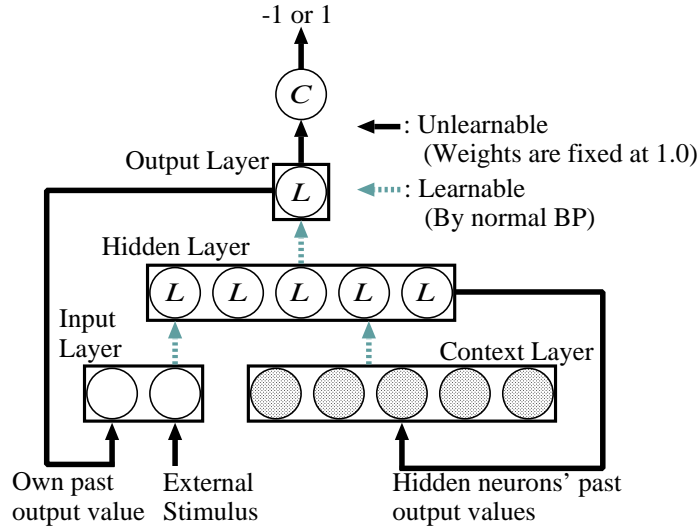 -1 or 1
C
: Unlearnable
(Weights are fixed at 1.0)
Output Layer
L
: Learnable
(By normal BP)
Hidden Layer
L L L L L
Input
Layer
Context Layer
Own past
output value
External
Stimulus
Hidden neurons’ past
output values